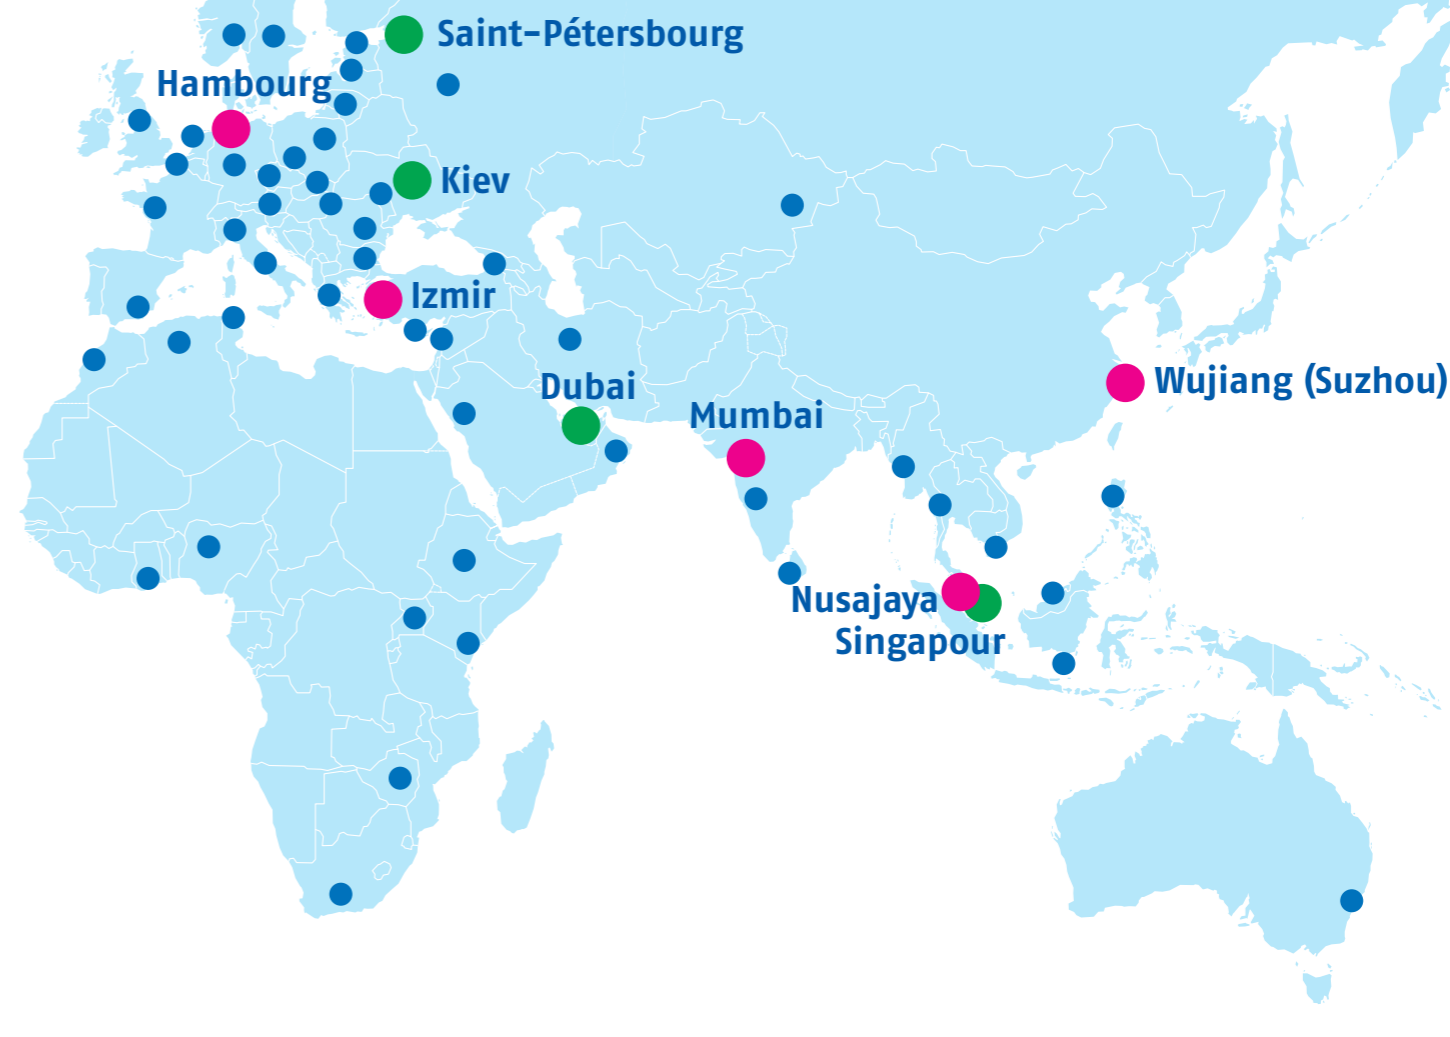 Saint-Pétersbourg
Hambourg
Kiev
Izmir
Wujiang (Suzhou)
Dubai
Mumbai
Nusajaya
Singapour